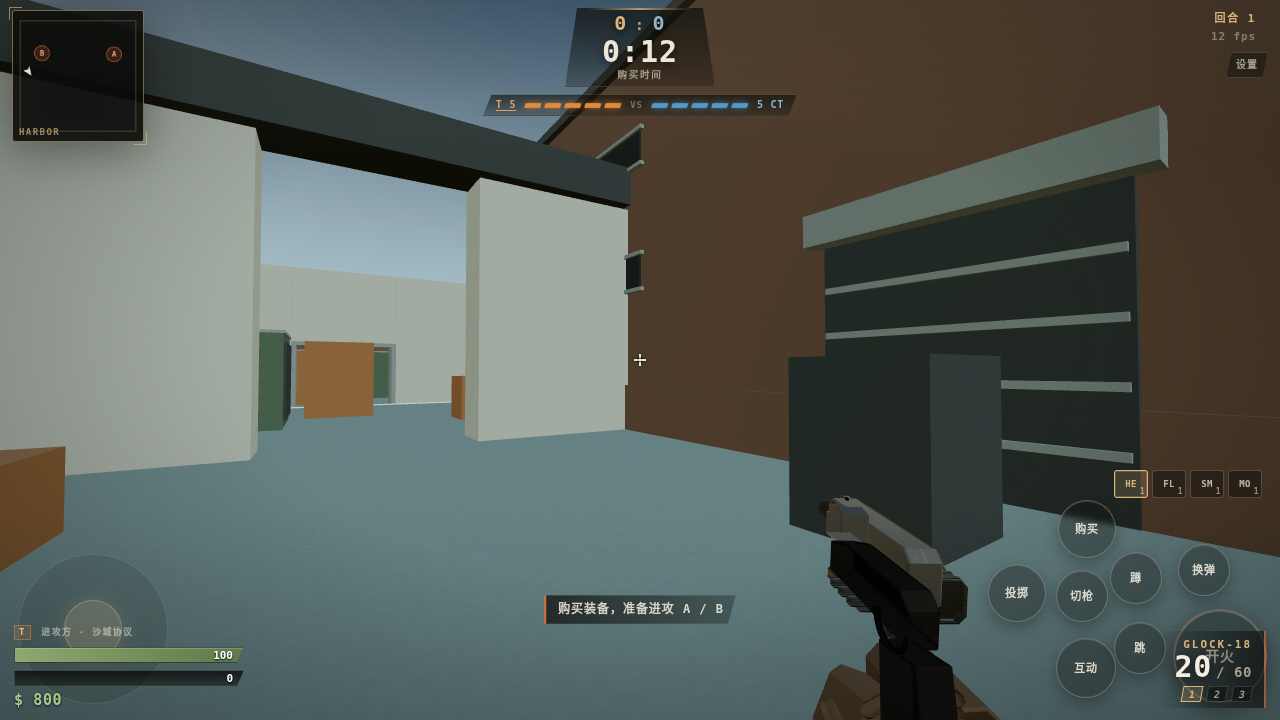 B
A
HARBOR
0 : 0
0:12
购买时间
T 5
VS
5 CT
回合 1
12 fps
设置
HE 1
FL 1
SM 1
MO 1
购买
投掷
切枪
蹲
换弹
互动
跳
开火
购买装备，准备进攻 A / B
T 进攻方 · 沙城协议
100
0
$ 800
GLOCK-18
20 / 60
1 2 3